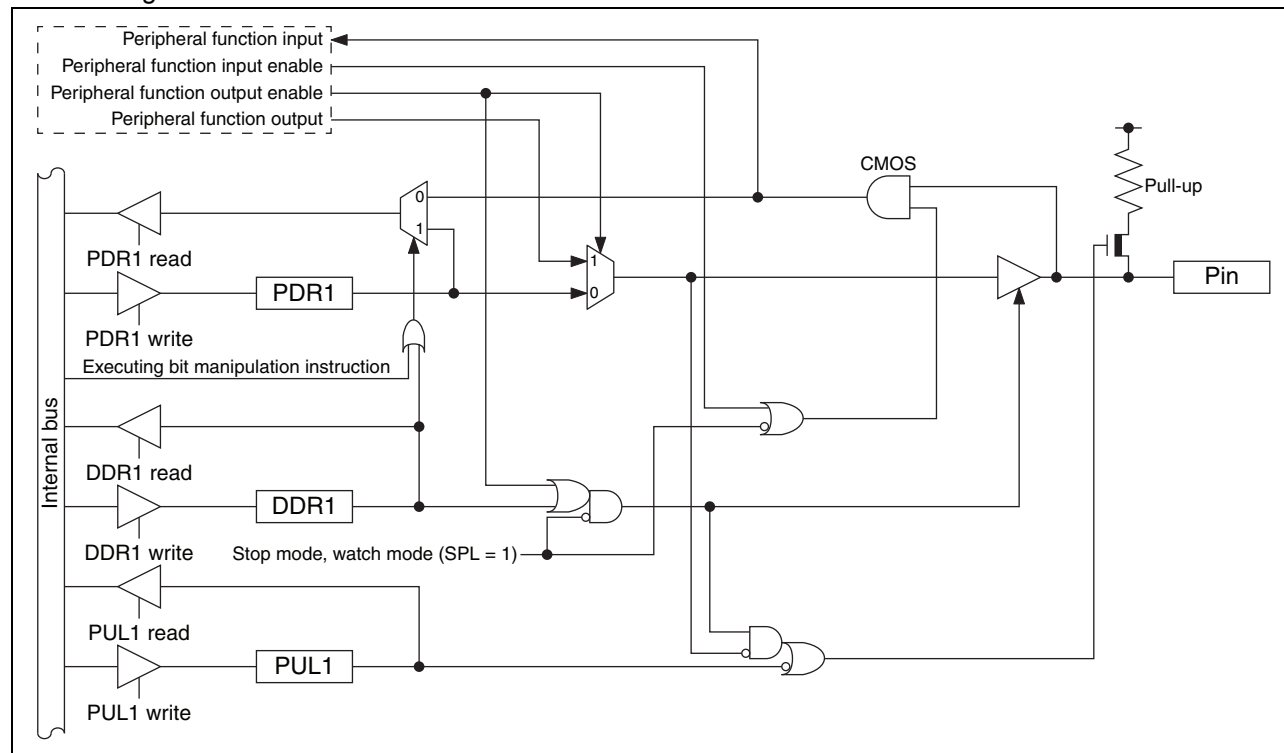 Peripheral function input
Peripheral function input enable
Peripheral function output enable
Peripheral function output
CMOS
Pull-up
0
1
PDR1 read
1
0
PDR1
Pin
PDR1 write
Executing bit manipulation instruction
Internal bus
DDR1 read
DDR1
DDR1 write
Stop mode, watch mode (SPL = 1)
PUL1 read
PUL1
PUL1 write